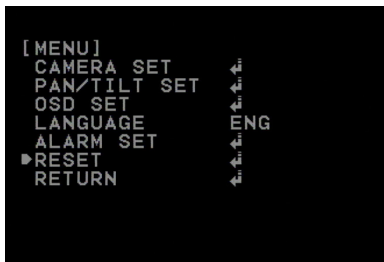 [MENU]
CAMERA SET ↲
PAN/TILT SET ↲
OSD SET ↲
LANGUAGE ENG
ALARM SET ↲
RESET ↲
RETURN ↲